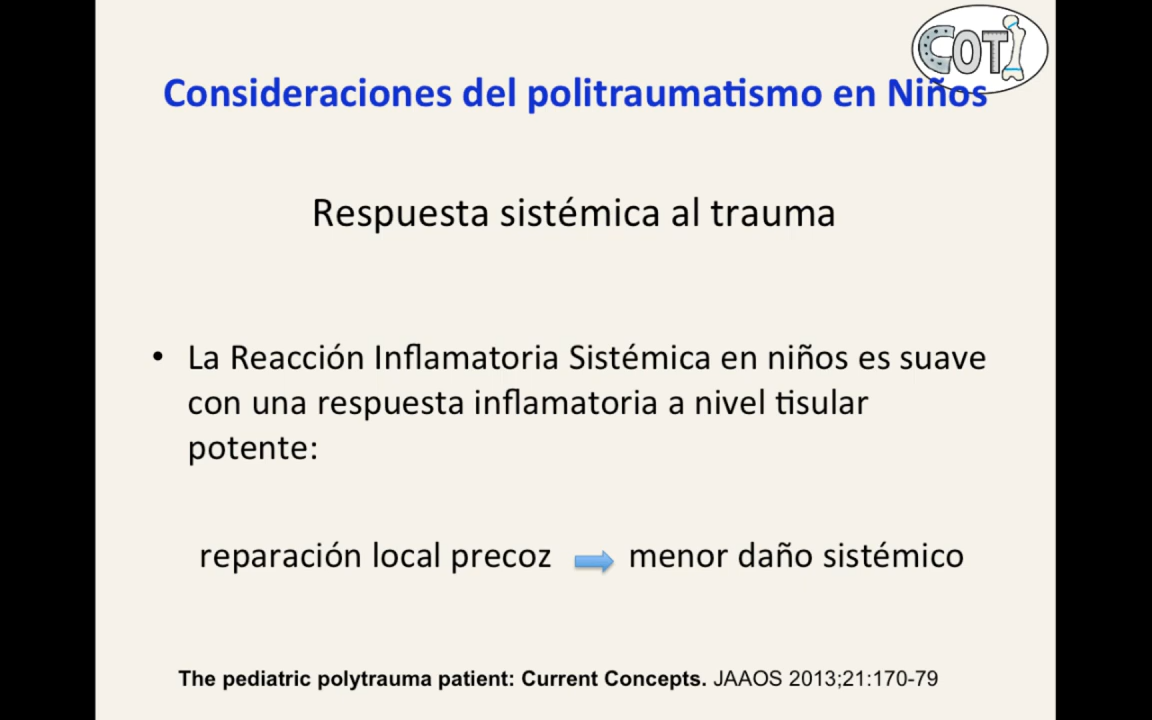 COTI
Consideraciones del politraumatismo en Niños
Respuesta sistémica al trauma
• La Reacción Inflamatoria Sistémica en niños es suave
con una respuesta inflamatoria a nivel tisular
potente:
reparación local precoz menor daño sistémico
The pediatric polytrauma patient: Current Concepts. JAAOS 2013;21:170-79